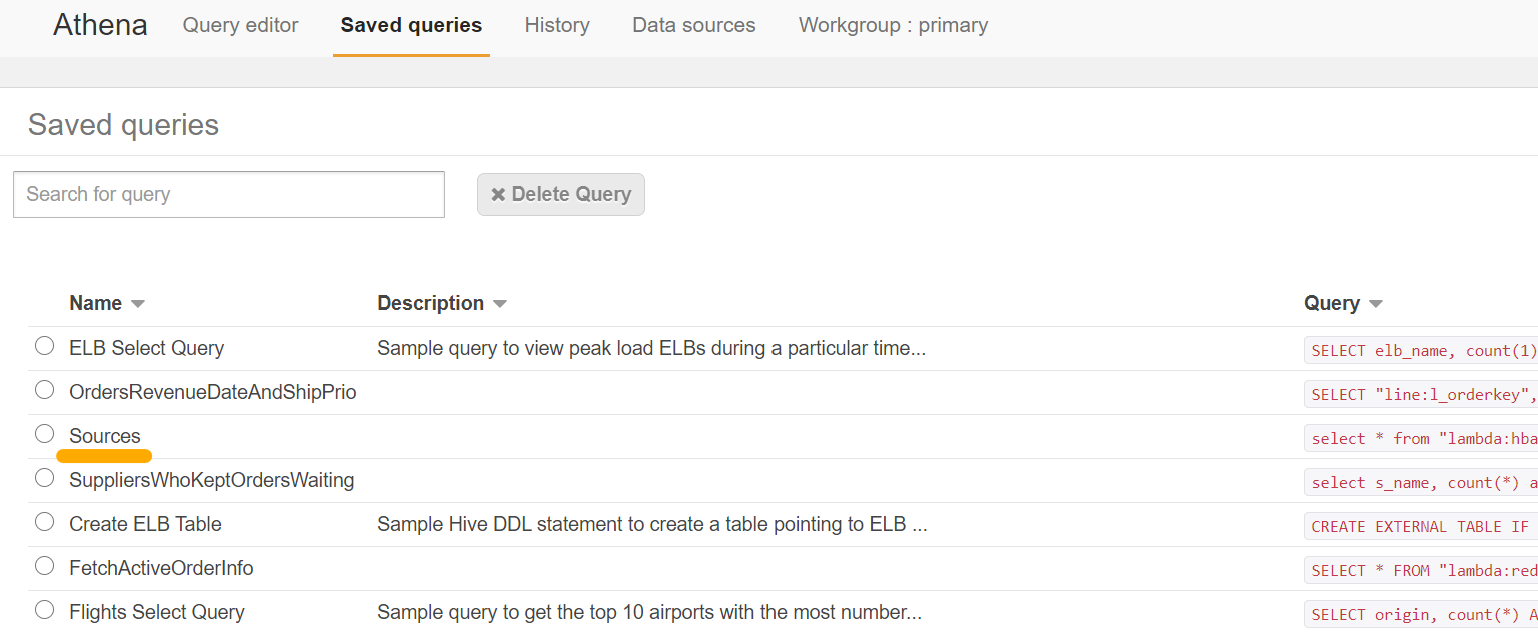 Athena Query editor Saved queries History Data sources Workgroup : primary
Saved queries
Search for query Delete Query
Name Description Query
ELB Select Query Sample query to view peak load ELBs during a particular time... SELECT elb_name, count(1)
OrdersRevenueDateAndShipPrio SELECT "line:l_orderkey",
Sources select * from "lambda:hba
SuppliersWhoKeptOrdersWaiting select s_name, count(*) a
Create ELB Table Sample Hive DDL statement to create a table pointing to ELB ... CREATE EXTERNAL TABLE IF
FetchActiveOrderInfo SELECT * FROM "lambda:red
Flights Select Query Sample query to get the top 10 airports with the most number... SELECT origin, count(*) A